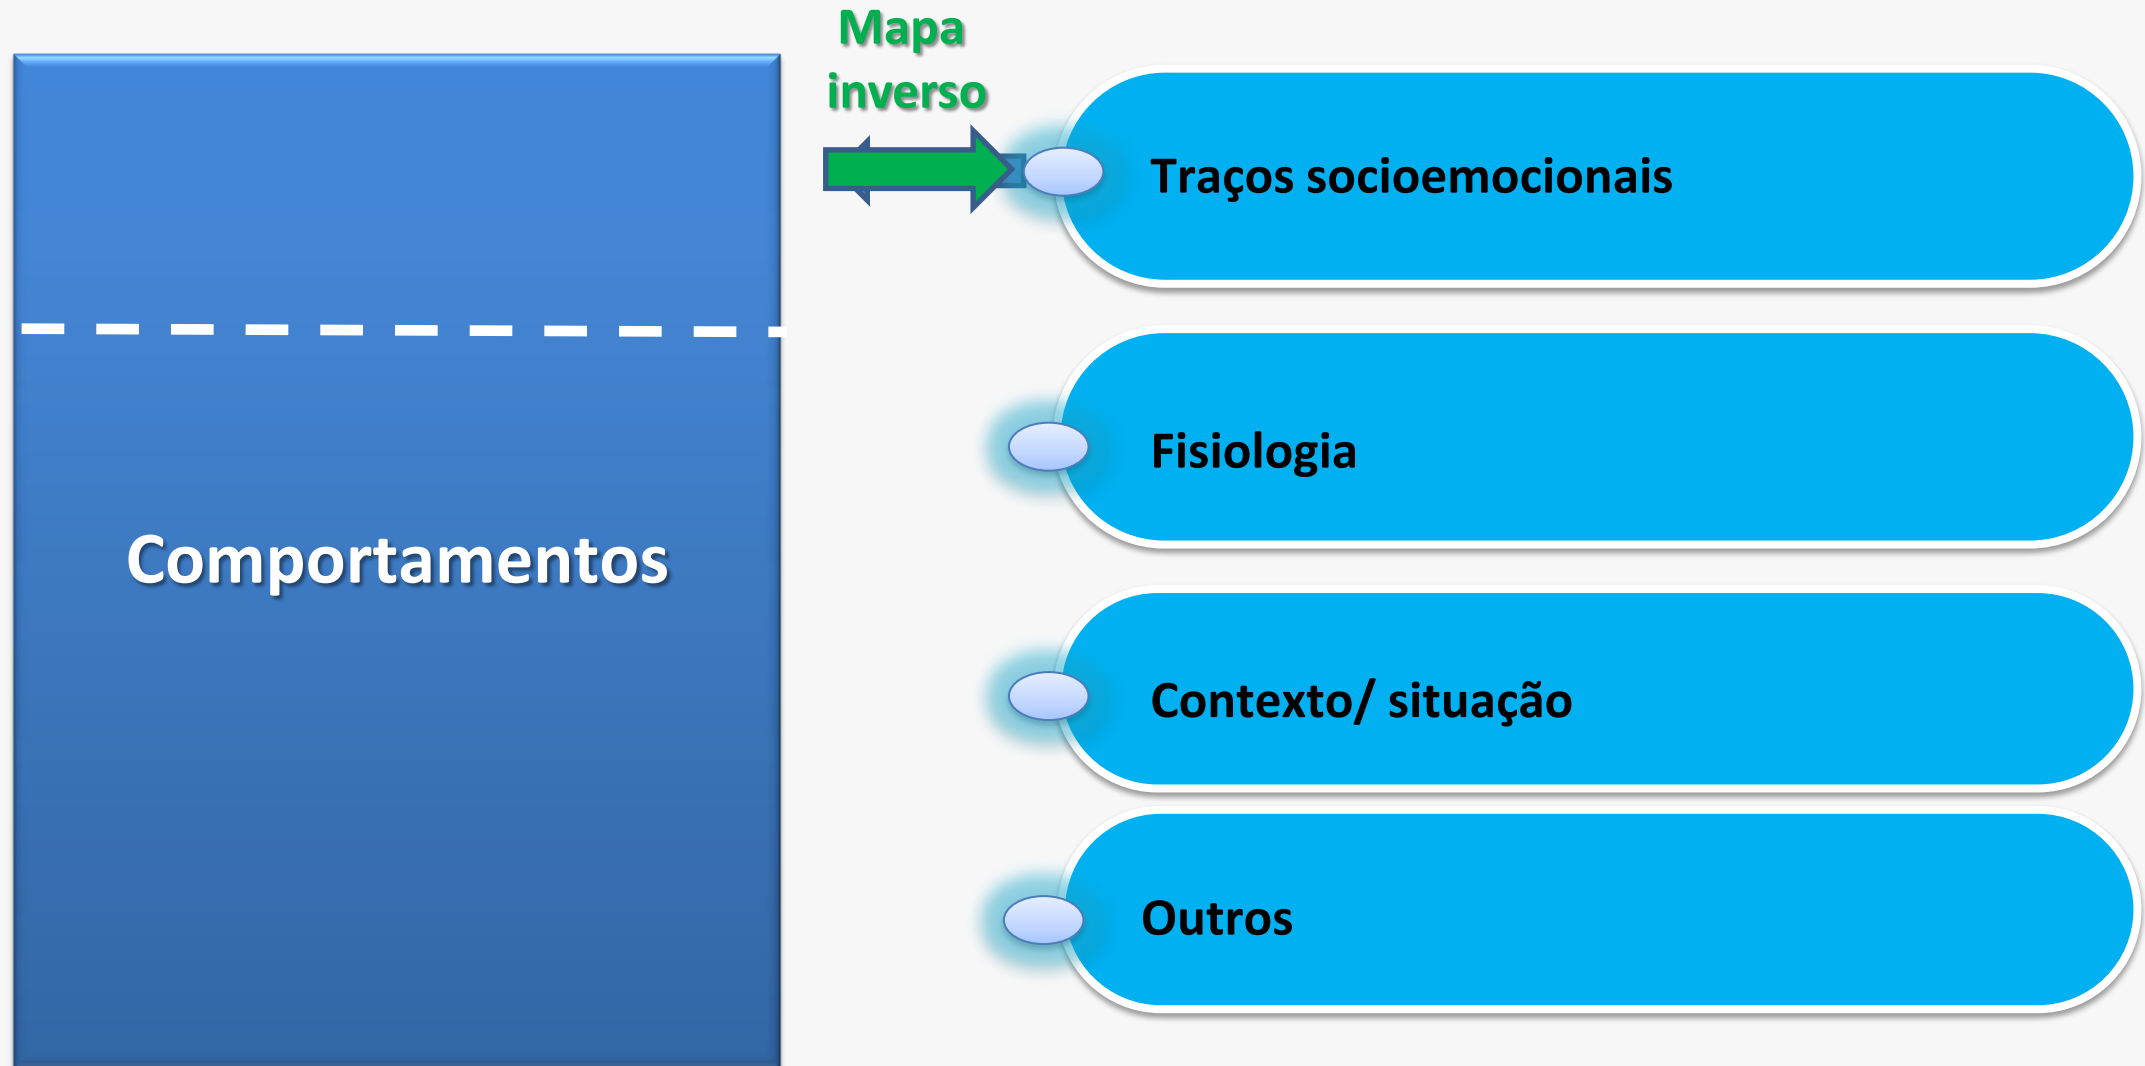 Mapa
inverso
Traços socioemocionais
Fisiologia
Comportamentos
Contexto/ situação
Outros